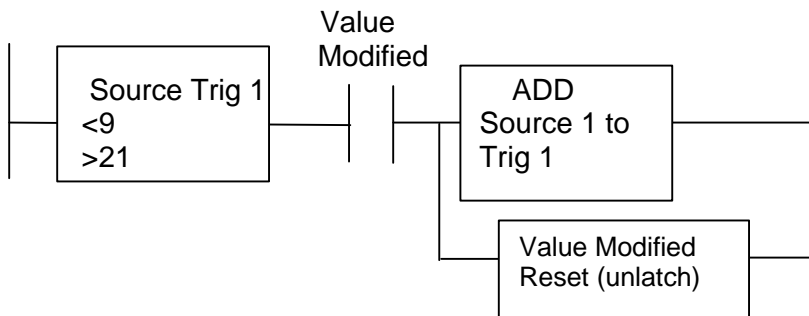 Value
Modified
Source Trig 1
<9
>21
ADD
Source 1 to
Trig 1
Value Modified
Reset (unlatch)